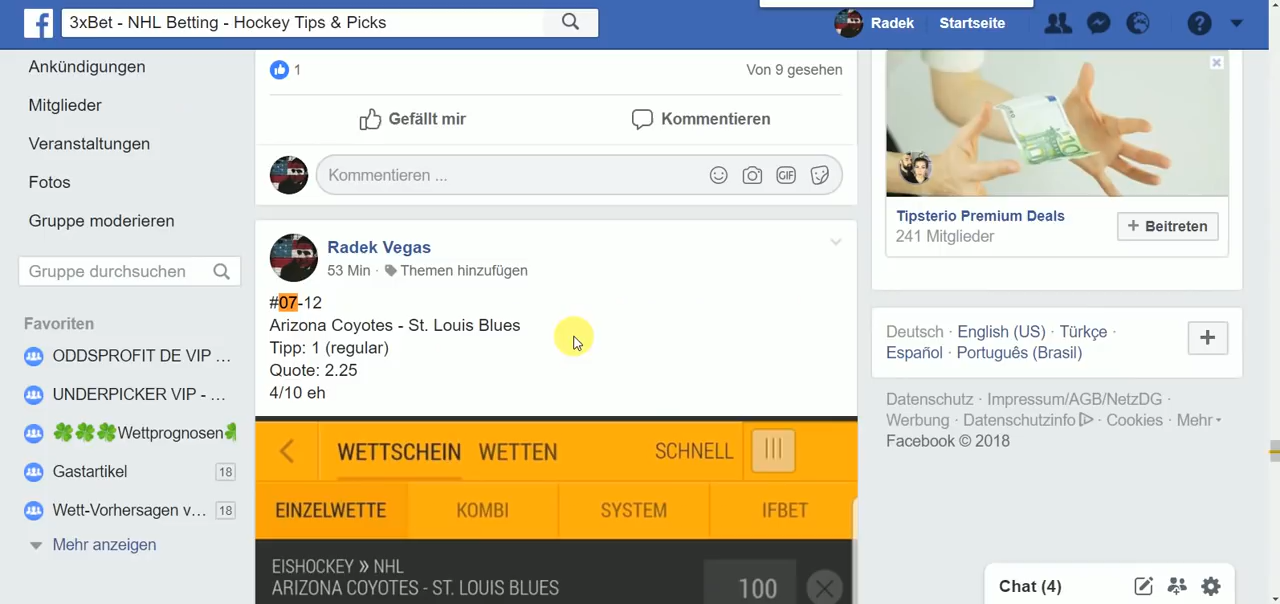 3xBet - NHL Betting - Hockey Tips & Picks
Radek
Startseite
Ankündigungen
Mitglieder
Veranstaltungen
Fotos
Gruppe moderieren
Gruppe durchsuchen
Favoriten
ODDSPROFIT DE VIP ...
UNDERPICKER VIP - ...
Wettprognosen
Gastartikel 18
Wett-Vorhersagen v... 18
Mehr anzeigen
1
Von 9 gesehen
Gefällt mir
Kommentieren
Kommentieren ...
GIF
Radek Vegas
53 Min · Themen hinzufügen
#07-12
Arizona Coyotes - St. Louis Blues
Tipp: 1 (regular)
Quote: 2.25
4/10 eh
WETTSCHEIN WETTEN SCHNELL
EINZELWETTE KOMBI SYSTEM IFBET
EISHOCKEY » NHL
ARIZONA COYOTES - ST. LOUIS BLUES
100
Tipsterio Premium Deals
241 Mitglieder
+ Beitreten
Deutsch · English (US) · Türkçe ·
Español · Português (Brasil)
Datenschutz · Impressum/AGB/NetzDG ·
Werbung · Datenschutzinfo · Cookies · Mehr
Facebook © 2018
Chat (4)